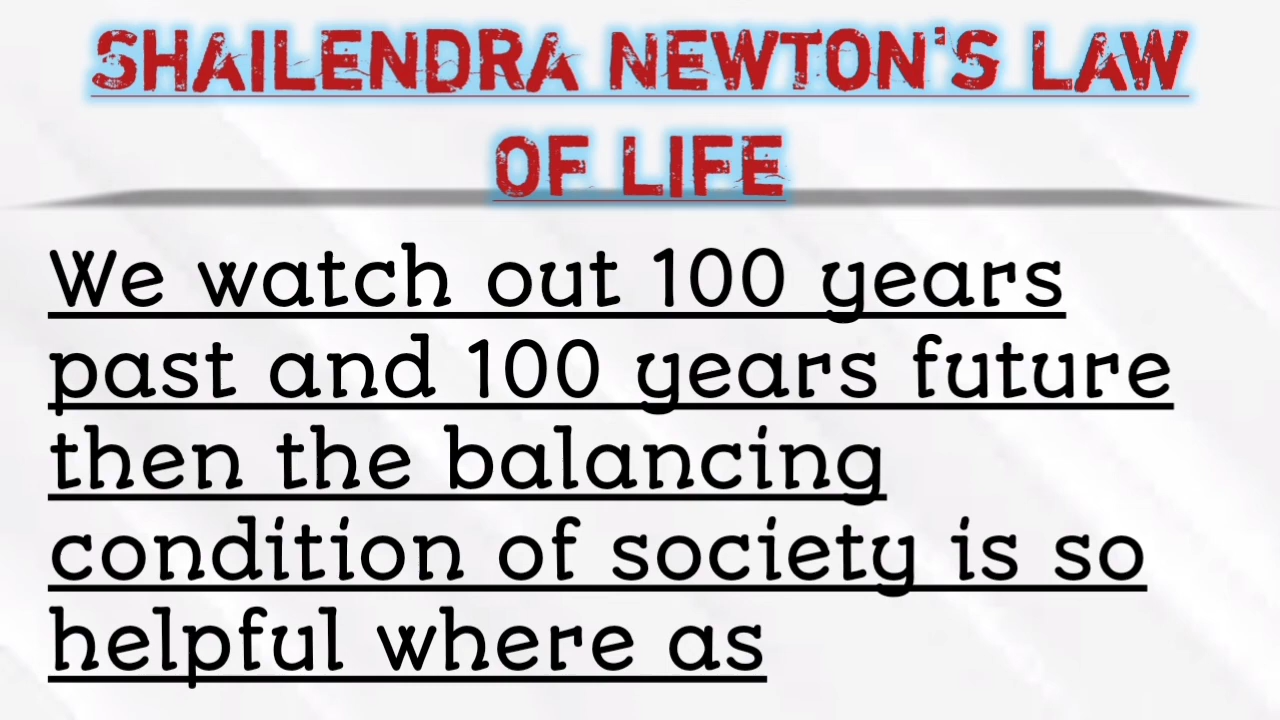 SHAILENDRA NEWTON'S LAW
OF LIFE
We watch out 100 years
past and 100 years future
then the balancing
condition of society is so
helpful where as